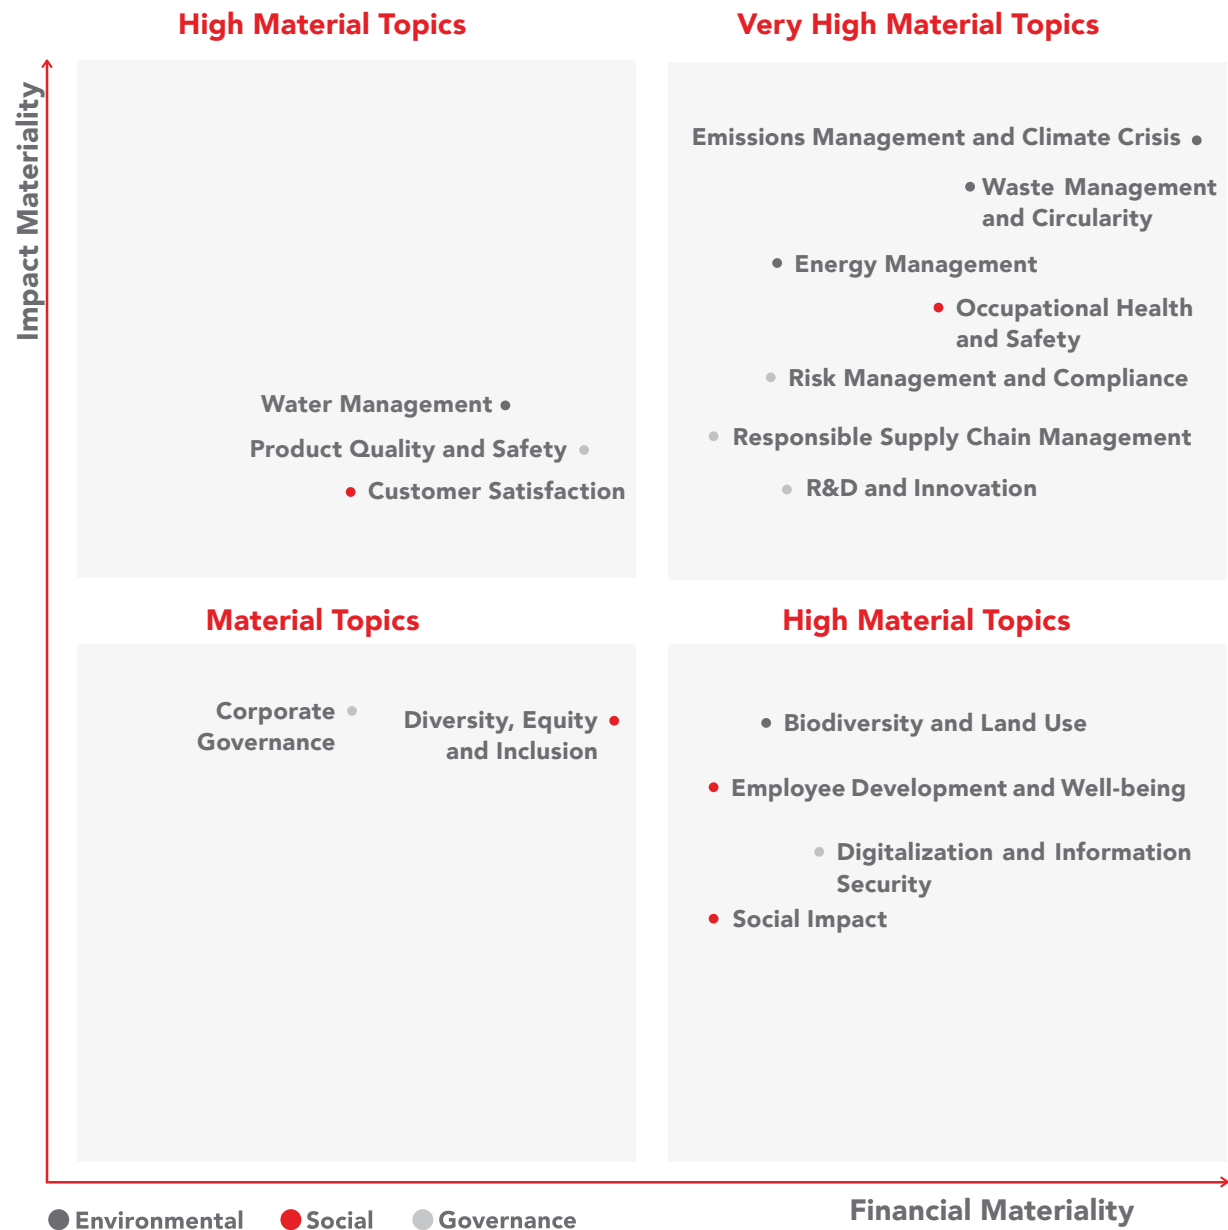 High Material Topics
Very High Material Topics
Impact Materiality
Emissions Management and Climate Crisis
Waste Management
and Circularity
Energy Management
Occupational Health
and Safety
Risk Management and Compliance
Water Management
Responsible Supply Chain Management
Product Quality and Safety
R&D and Innovation
Customer Satisfaction
Material Topics
High Material Topics
Corporate
Governance
Diversity, Equity
and Inclusion
Biodiversity and Land Use
Employee Development and Well-being
Digitalization and Information
Security
Social Impact
Financial Materiality
Environmental
Social
Governance